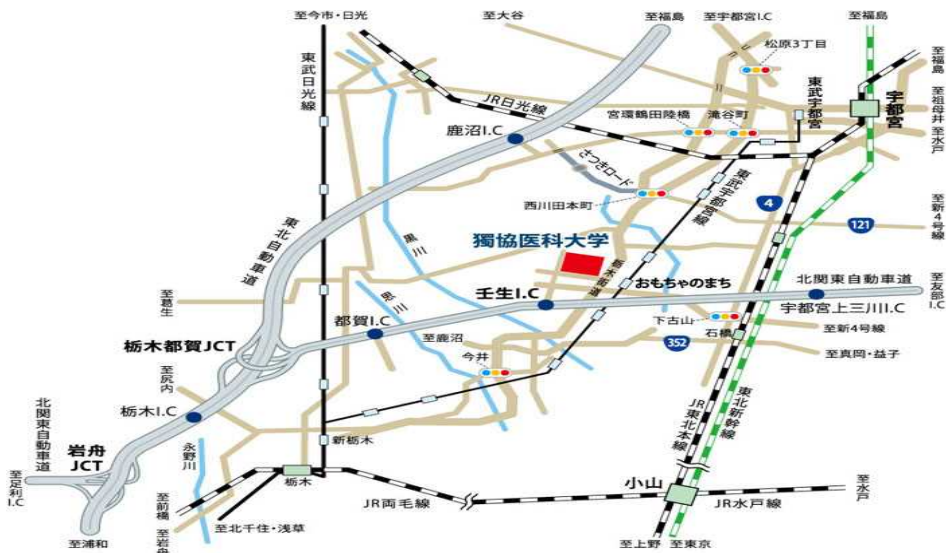 至今市・日光
至大谷
至福島
至宇都宮I.C
至福島
松原3丁目
至福島
東武日光線
JR日光線
東武宇都宮
宇都宮
至祖母井
至水戸
宮環鶴田陸橋
滝谷町
鹿沼I.C
さつきロード
西川田本町
東武宇都宮線
4
121
至新4号線
東北自動車道
黒川
獨協医科大学
栃木街道
おもちゃのまち
北関東自動車道
至友部I.C
至葛生
思川
壬生I.C
宇都宮上三川I.C
都賀I.C
至鹿沼
下古山
石橋
至新4号線
352
至真岡・益子
栃木都賀JCT
今井
至尻内
栃木I.C
北関東自動車道
岩舟
JCT
永野川
新栃木
JR東北本線
東北新幹線
至足利I.C
栃木
小山
至水戸
至前橋
JR両毛線
JR水戸線
至北千住・浅草
至浦和
至岩舟
至上野
至東京